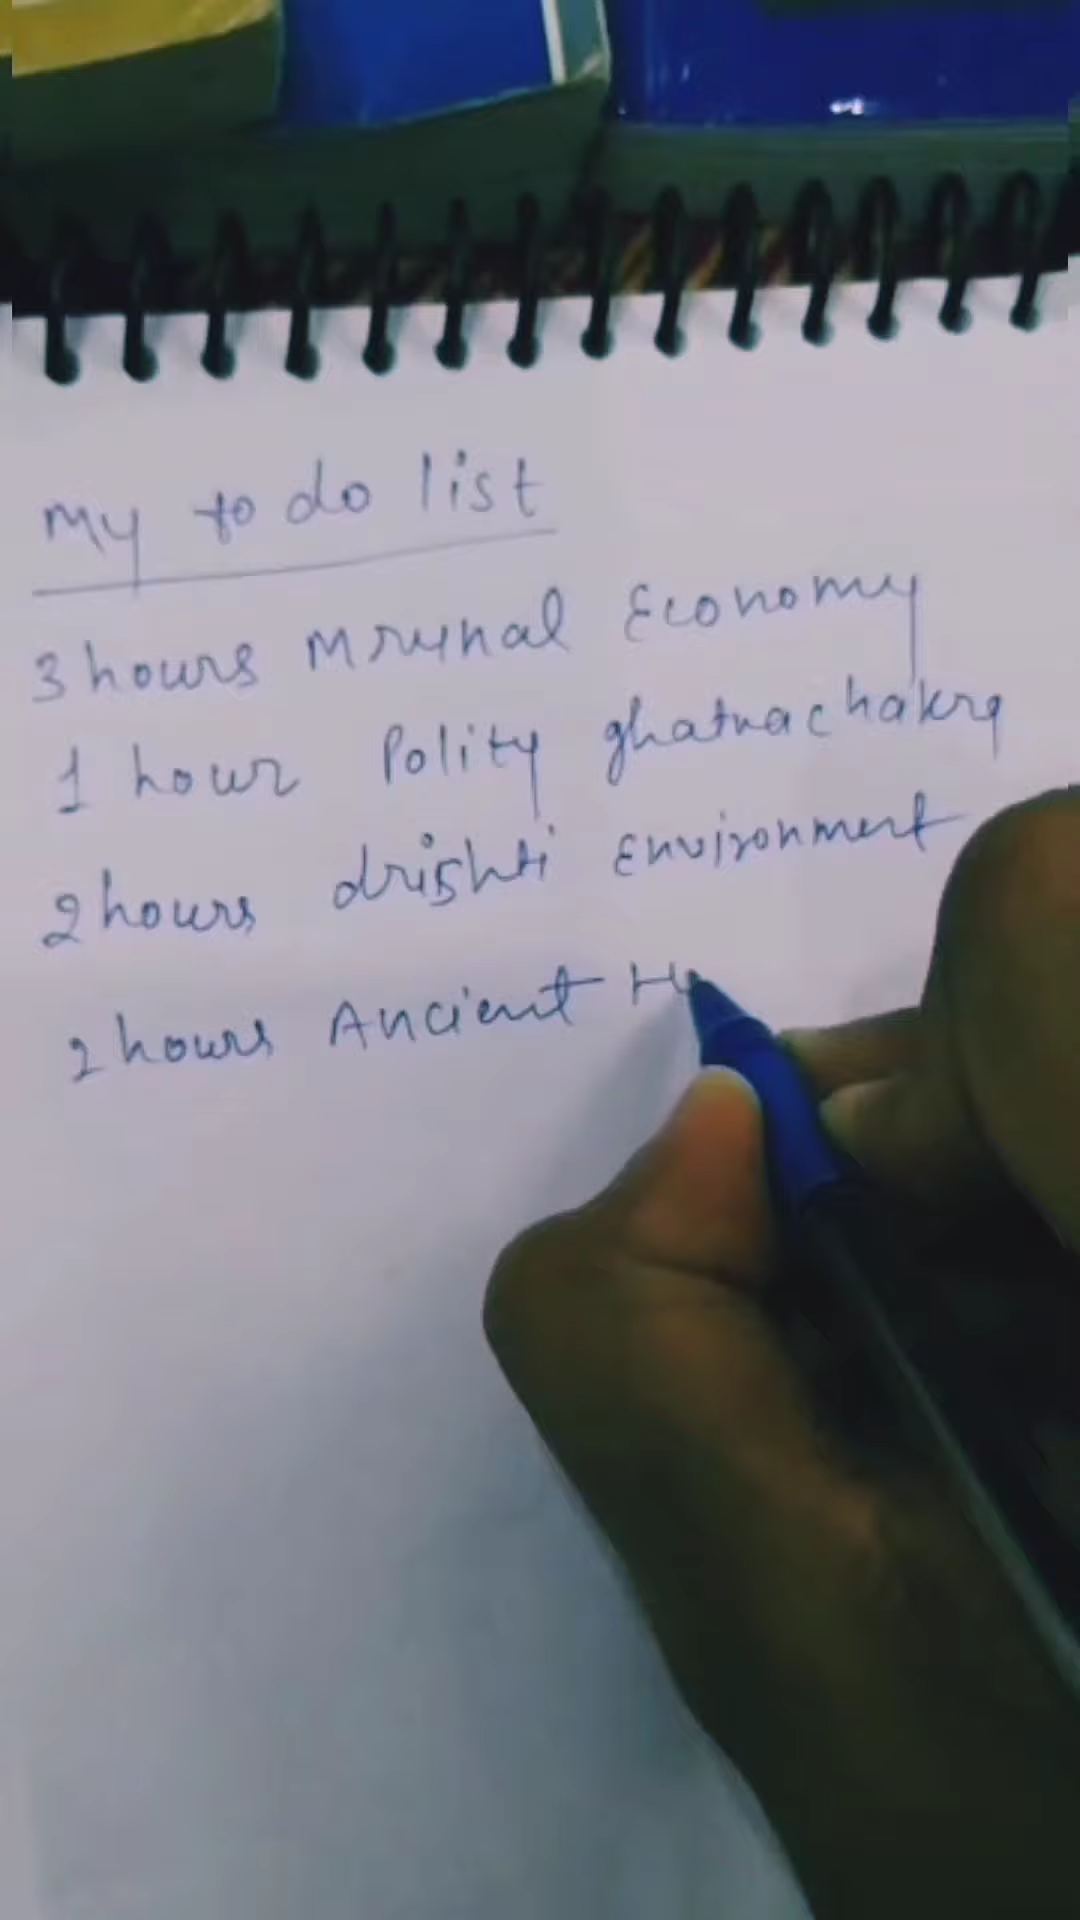 My to do list
3 hours Mrunal Economy
1 hour Polity ghatnachakra
2 hours drishti Environment
2 hours Ancient